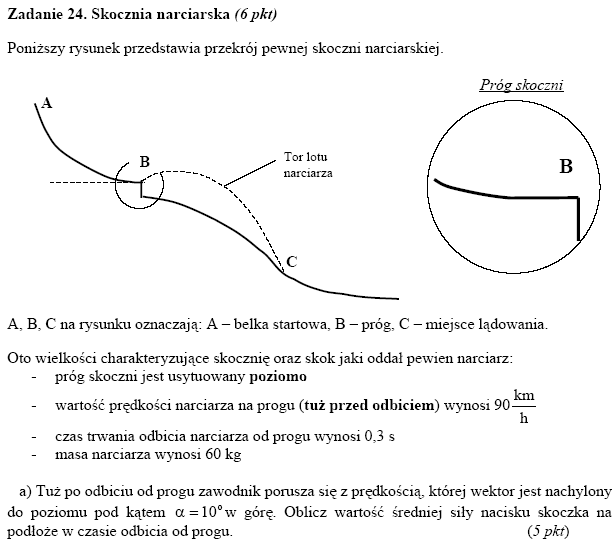 Zadanie 24. Skocznia narciarska (6 pkt)
Poniższy rysunek przedstawia przekrój pewnej skoczni narciarskiej.
Próg skoczni
A
B
Tor lotu
narciarza
B
C
A, B, C na rysunku oznaczają: A – belka startowa, B – próg, C – miejsce lądowania.
Oto wielkości charakteryzujące skocznię oraz skok jaki oddał pewien narciarz:
- próg skoczni jest usytuowany poziomo
- wartość prędkości narciarza na progu (tuż przed odbiciem) wynosi 90 km/h
- czas trwania odbicia narciarza od progu wynosi 0,3 s
- masa narciarza wynosi 60 kg
a) Tuż po odbiciu od progu zawodnik porusza się z prędkością, której wektor jest nachylony
do poziomu pod kątem α = 10° w górę. Oblicz wartość średniej siły nacisku skoczka na
podłoże w czasie odbicia od progu. (5 pkt)